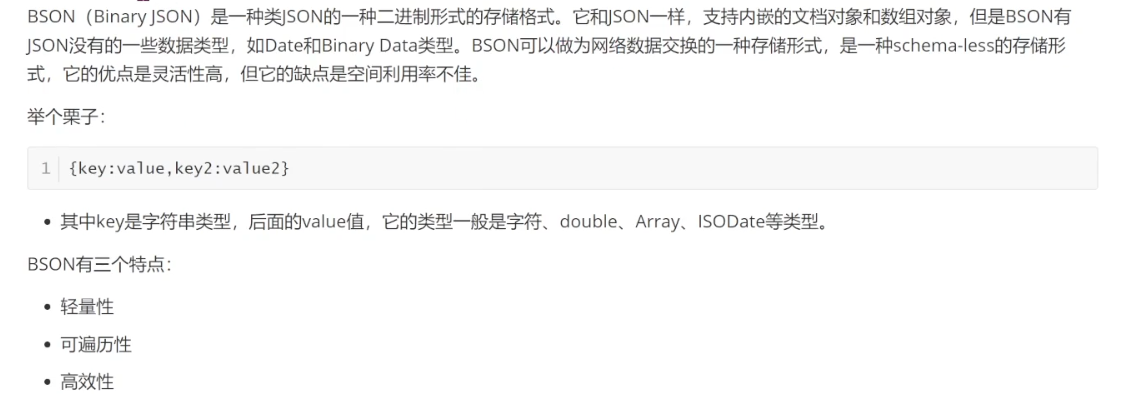 BSON（Binary JSON）是一种类JSON的一种二进制形式的存储格式。它和JSON一样，支持内嵌的文档对象和数组对象，但是BSON有
JSON没有的一些数据类型，如Date和Binary Data类型。BSON可以做为网络数据交换的一种存储形式，是一种schema-less的存储形
式，它的优点是灵活性高，但它的缺点是空间利用率不佳。
举个栗子：
1 {key:value,key2:value2}
• 其中key是字符串类型，后面的value值，它的类型一般是字符、double、Array、ISODate等类型。
BSON有三个特点：
• 轻量性
• 可遍历性
• 高效性